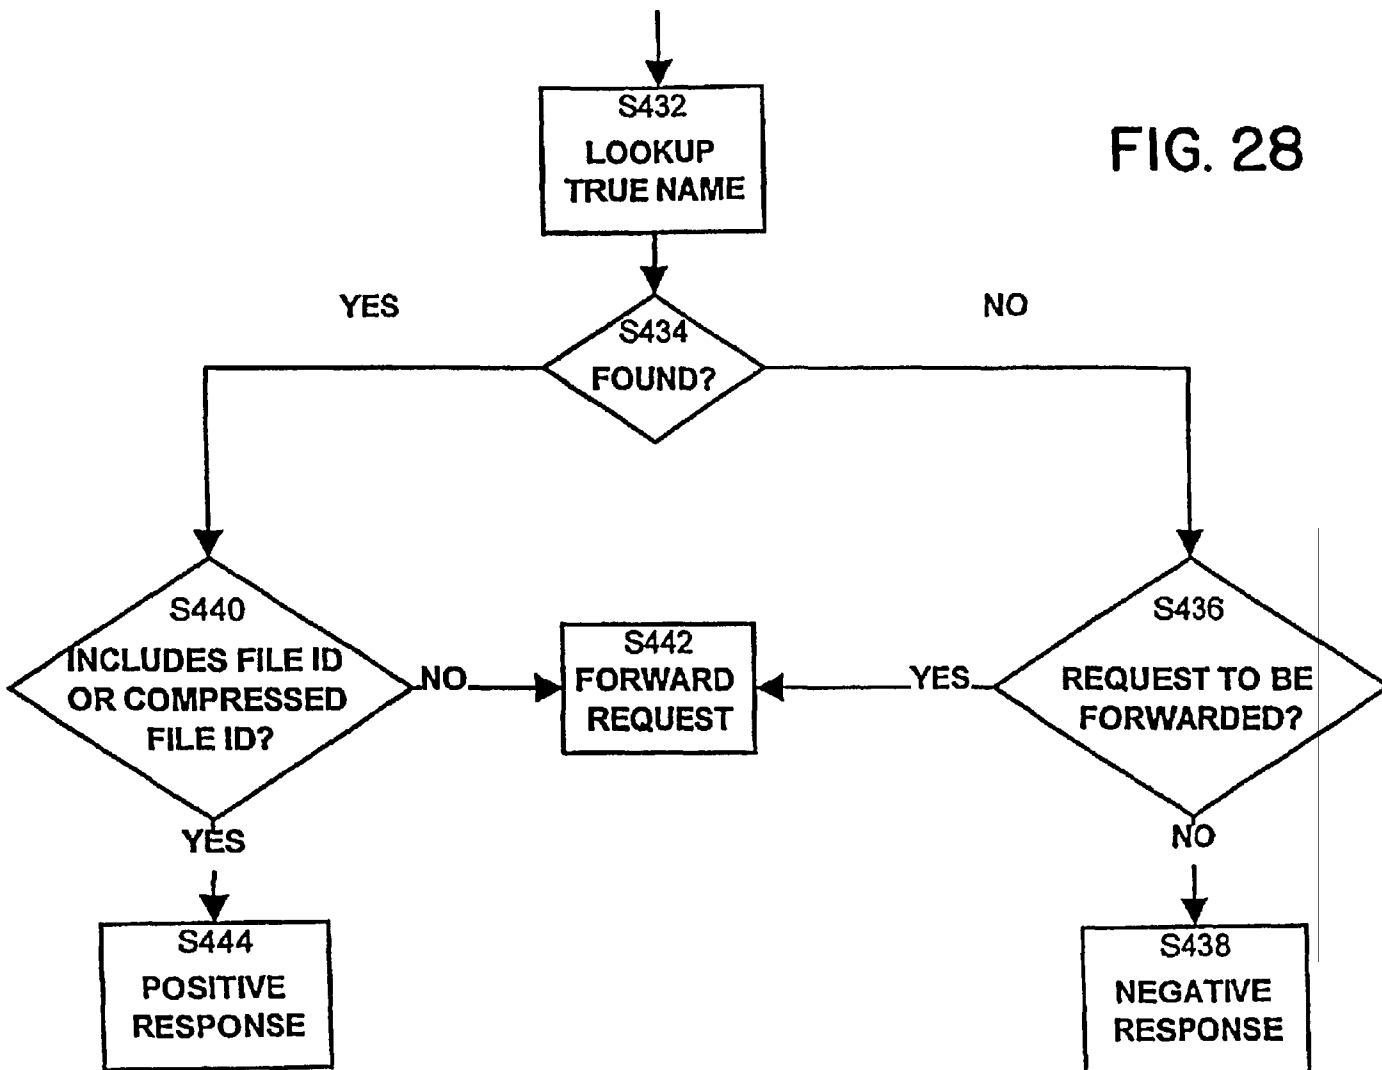 FIG. 28
S432
LOOKUP
TRUE NAME
YES
NO
S434
FOUND?
S440
INCLUDES FILE ID
OR COMPRESSED
FILE ID?
NO
S442
FORWARD
REQUEST
YES
S436
REQUEST TO BE
FORWARDED?
YES
NO
S444
POSITIVE
RESPONSE
S438
NEGATIVE
RESPONSE